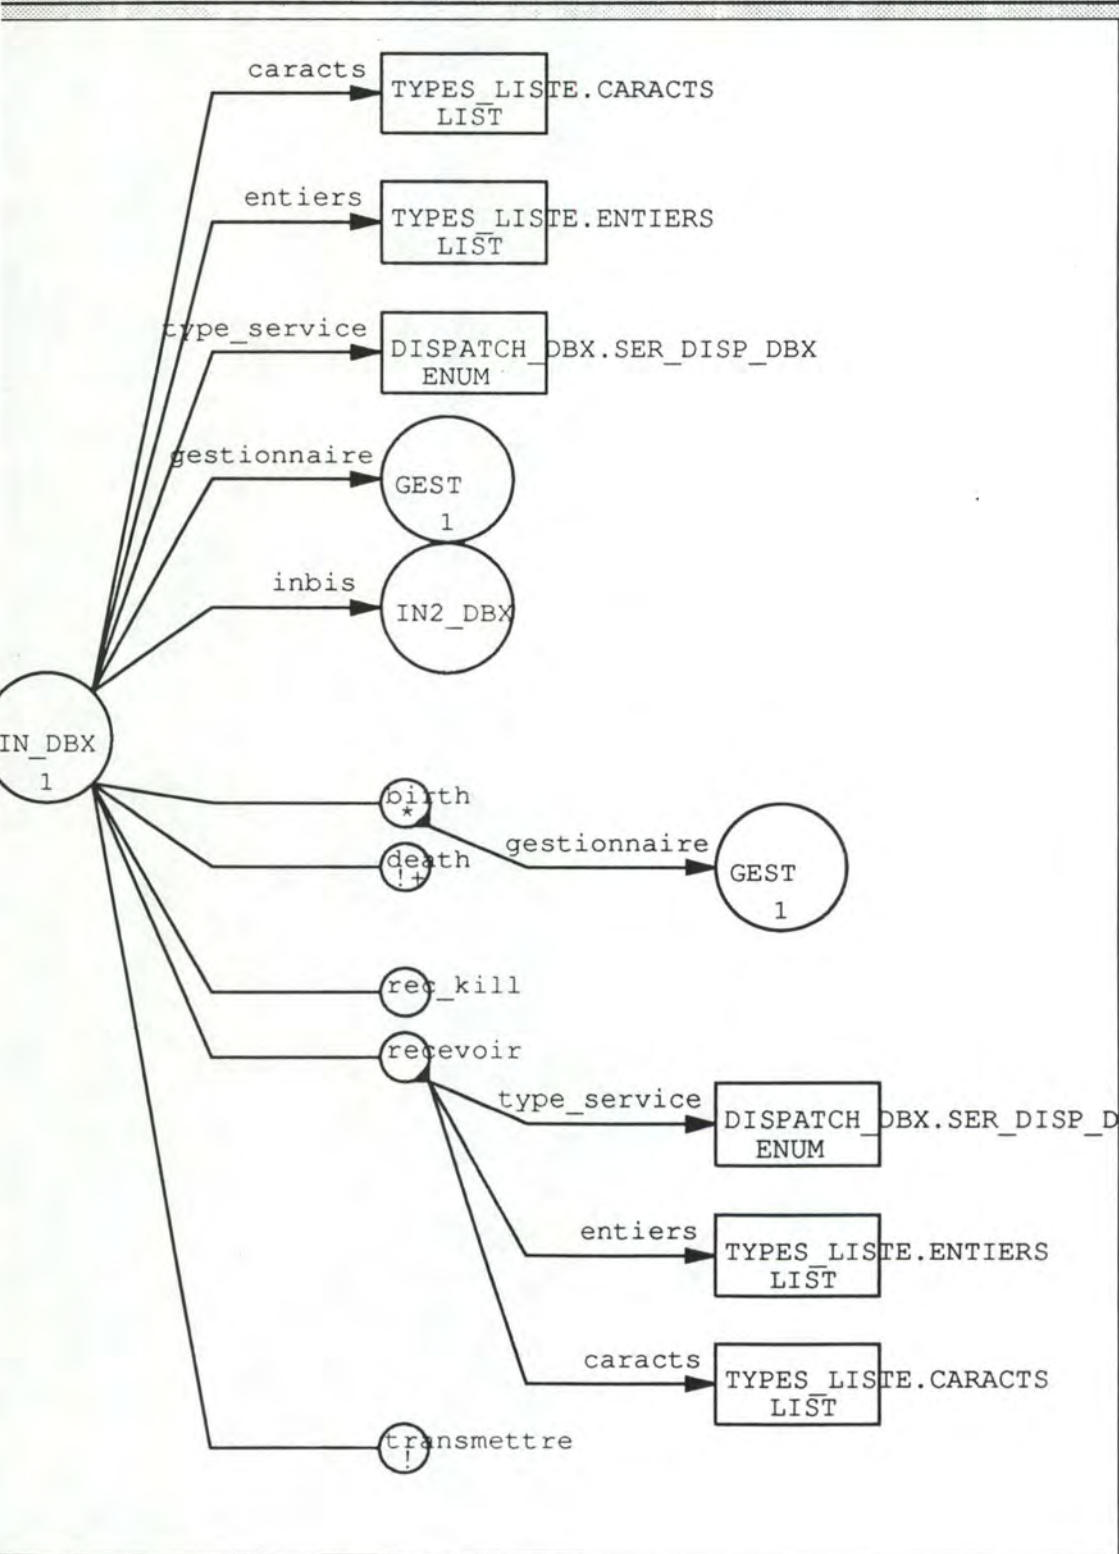 caracts
TYPES_LISTE.CARACTS
LIST
entiers
TYPES_LISTE.ENTIERS
LIST
type_service
DISPATCH_DBX.SER_DISP_DBX
ENUM
gestionnaire
GEST
1
inbis
IN2_DBX
IN_DBX
1
birth
*
gestionnaire
GEST
1
death
!+
rec_kill
recevoir
type_service
DISPATCH_DBX.SER_DISP_D
ENUM
entiers
TYPES_LISTE.ENTIERS
LIST
caracts
TYPES_LISTE.CARACTS
LIST
transmettre
!